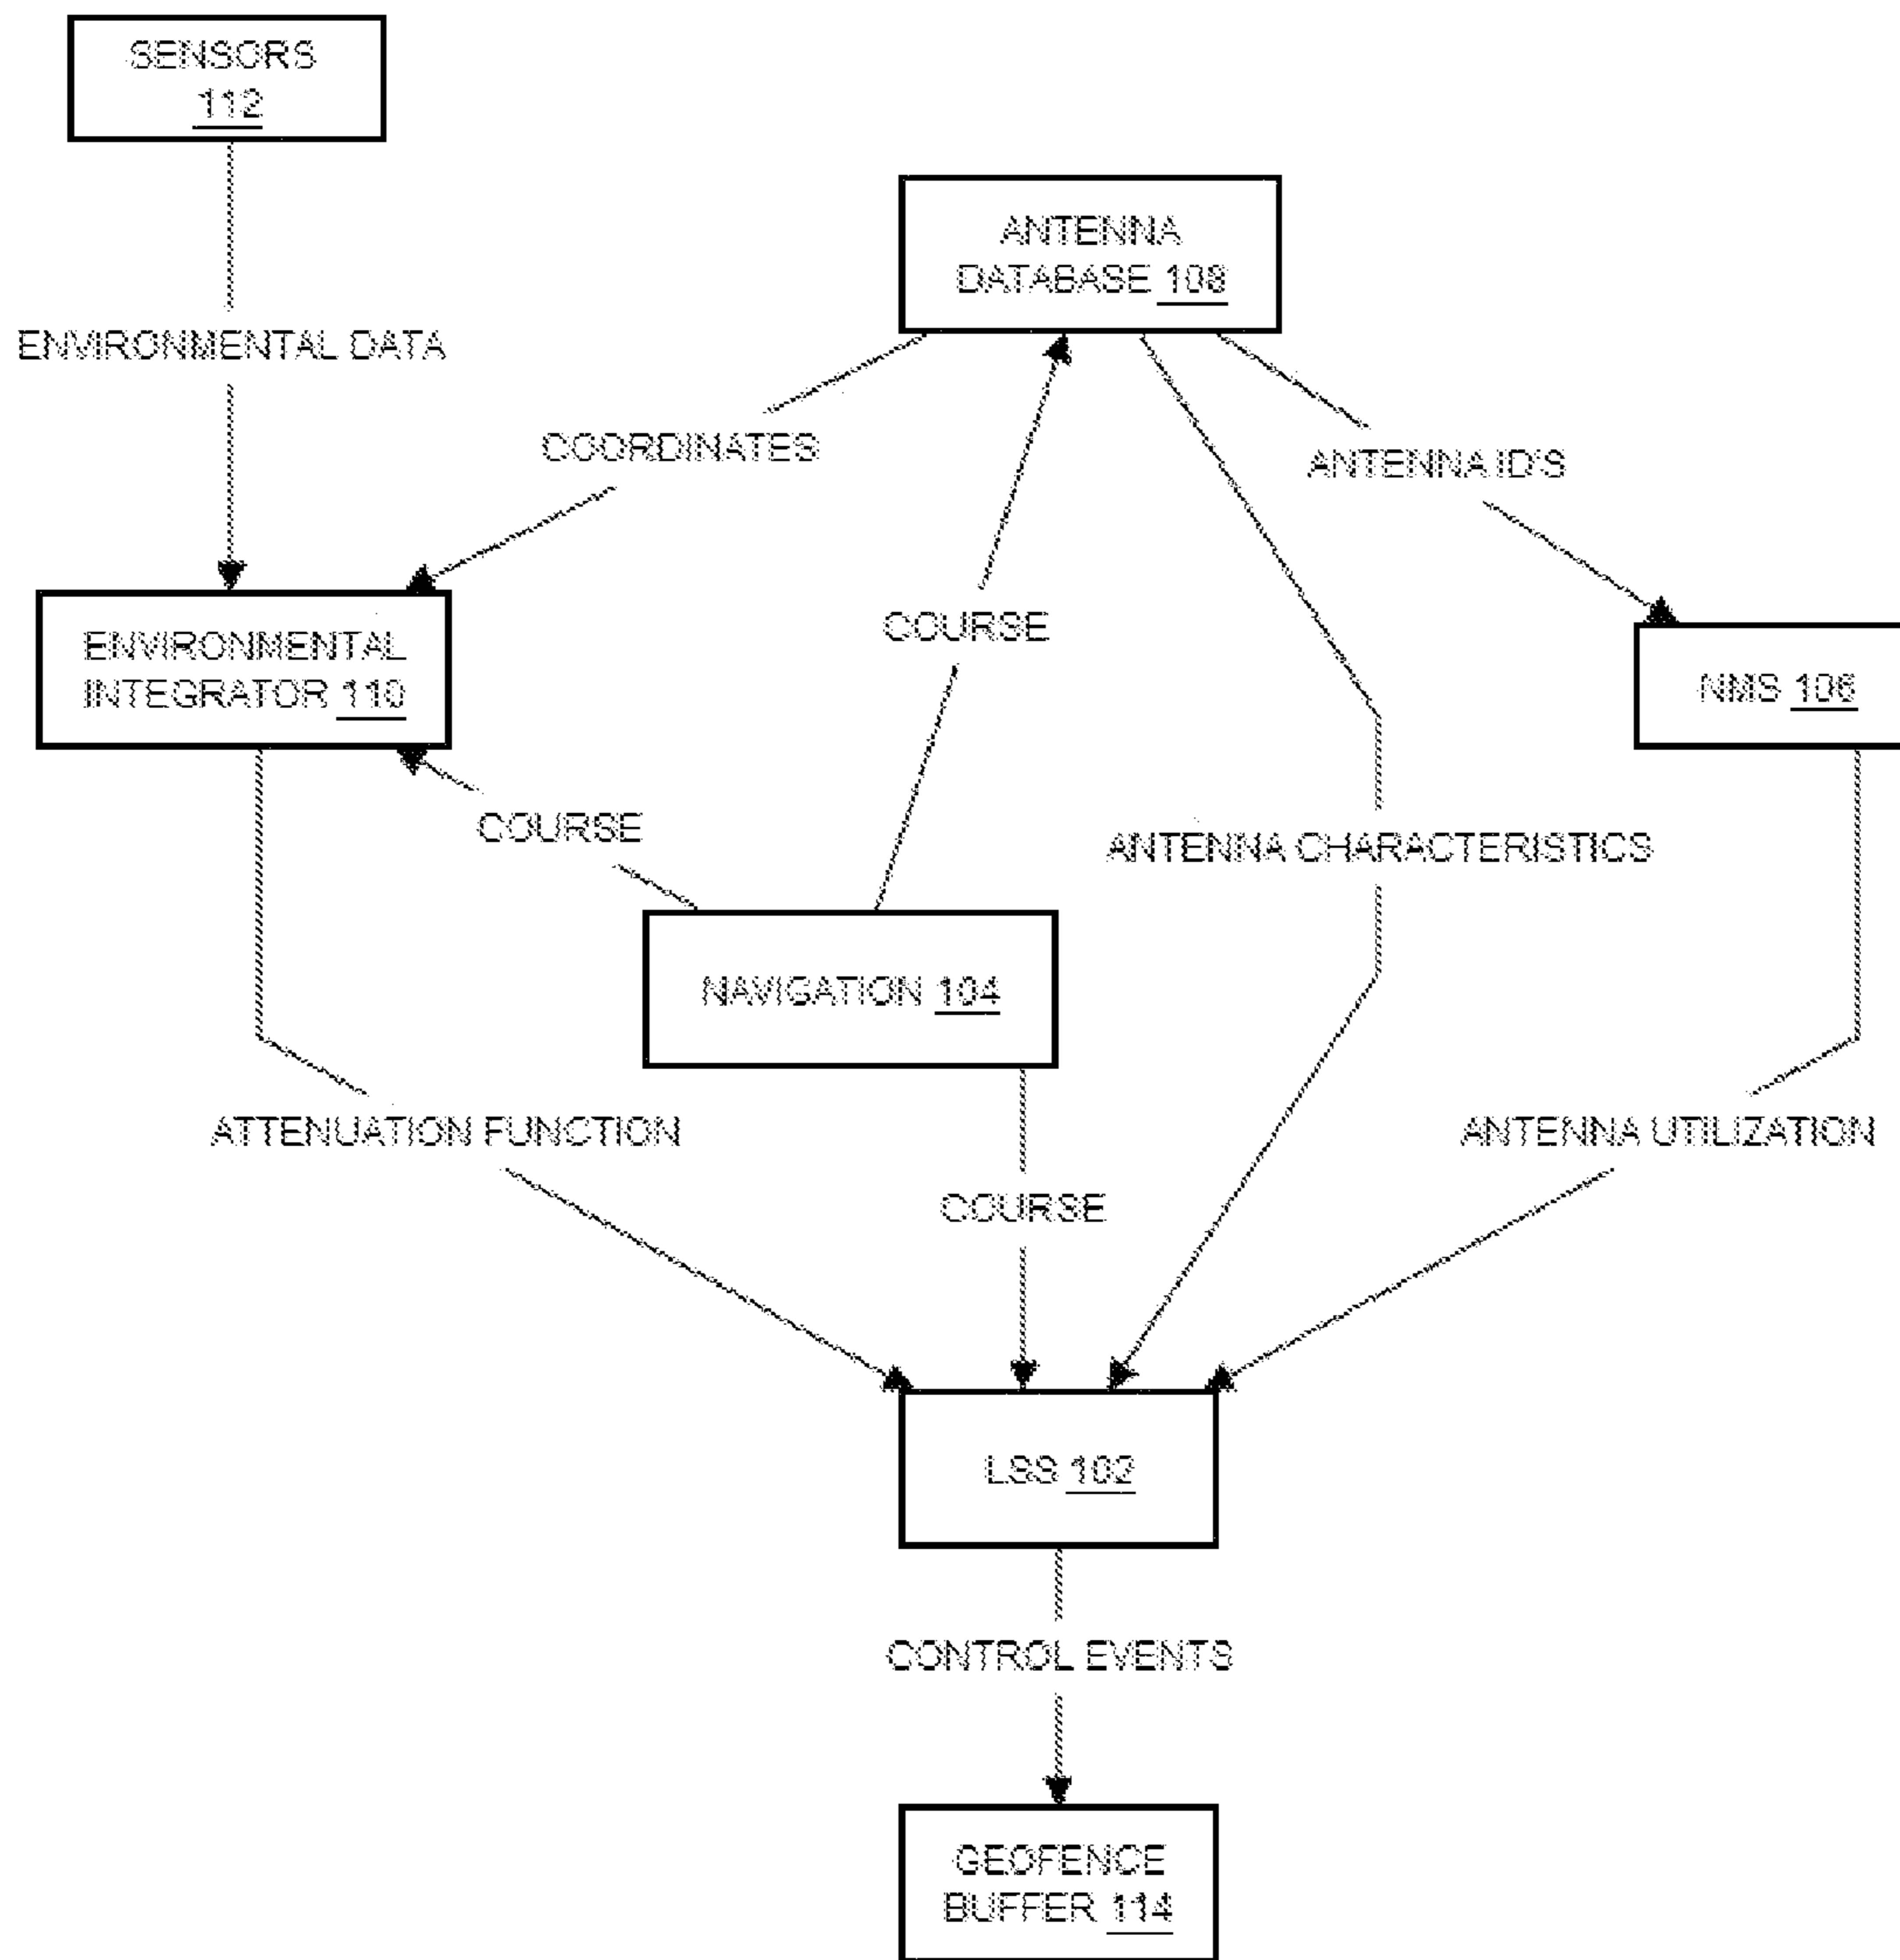 SENSORS
112
ANTENNA
DATABASE 108
ENVIRONMENTAL DATA
COORDINATES
ANTENNA ID'S
COURSE
ENVIRONMENTAL
INTEGRATOR 110
NMS 106
COURSE
ANTENNA CHARACTERISTICS
NAVIGATION 104
ATTENUATION FUNCTION
ANTENNA UTILIZATION
COURSE
LSS 102
CONTROL EVENTS
GEOFENCE
BUFFER 114